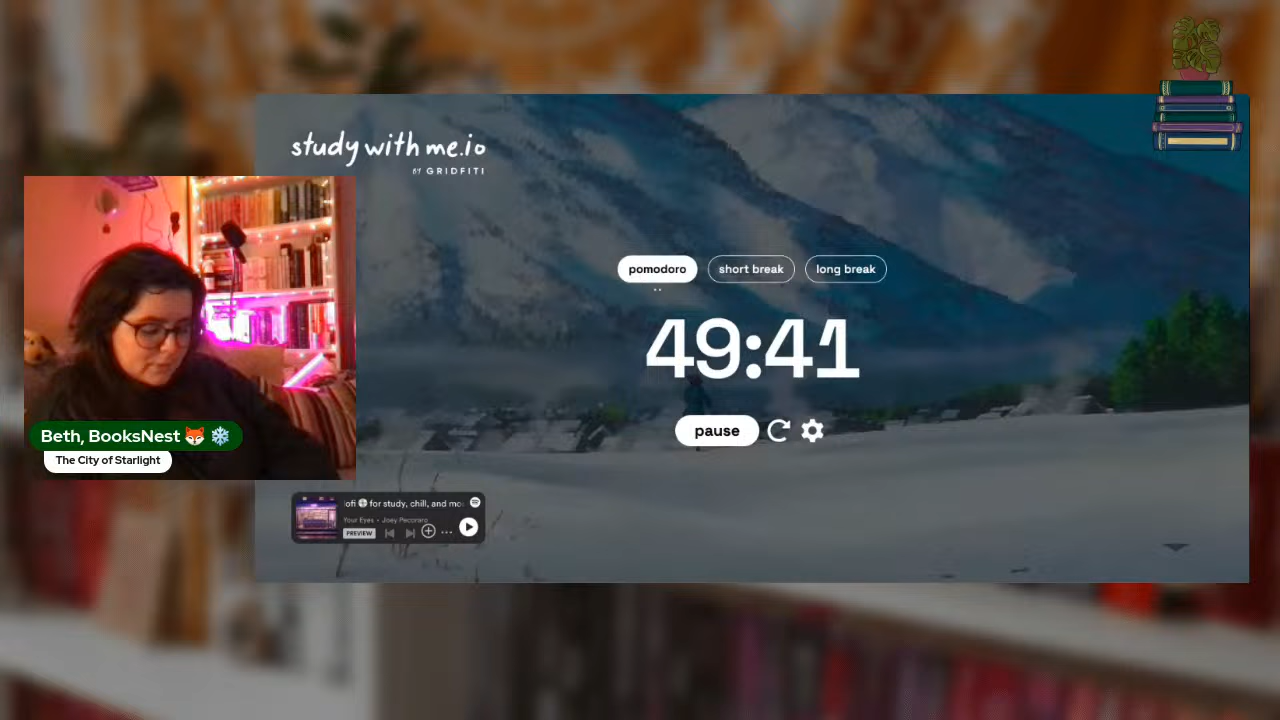 study with me.io
BY GRIDFITI
pomodoro
short break
long break
49:41
pause
Beth, BooksNest 🦊 ❄️
The City of Starlight
lofi 🌐 for study, chill, and mo
Your Eyes • Joey Pecoraro
PREVIEW